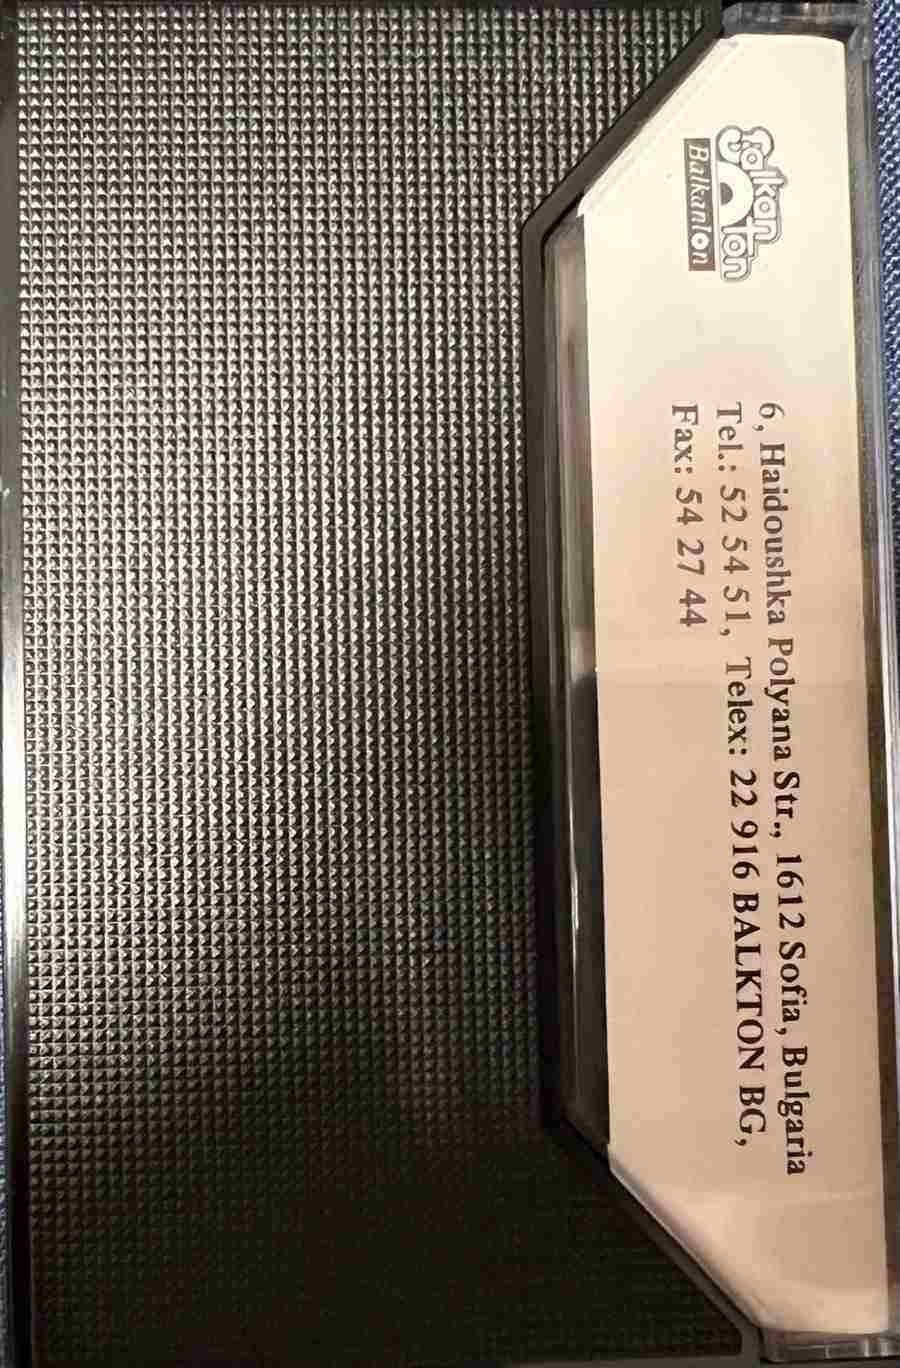 Balkanton
Balkanton
6, Haidoushka Polyana Str., 1612 Sofia, Bulgaria
Tel.: 52 54 51, Telex: 22 916 BALKTON BG,
Fax: 54 27 44